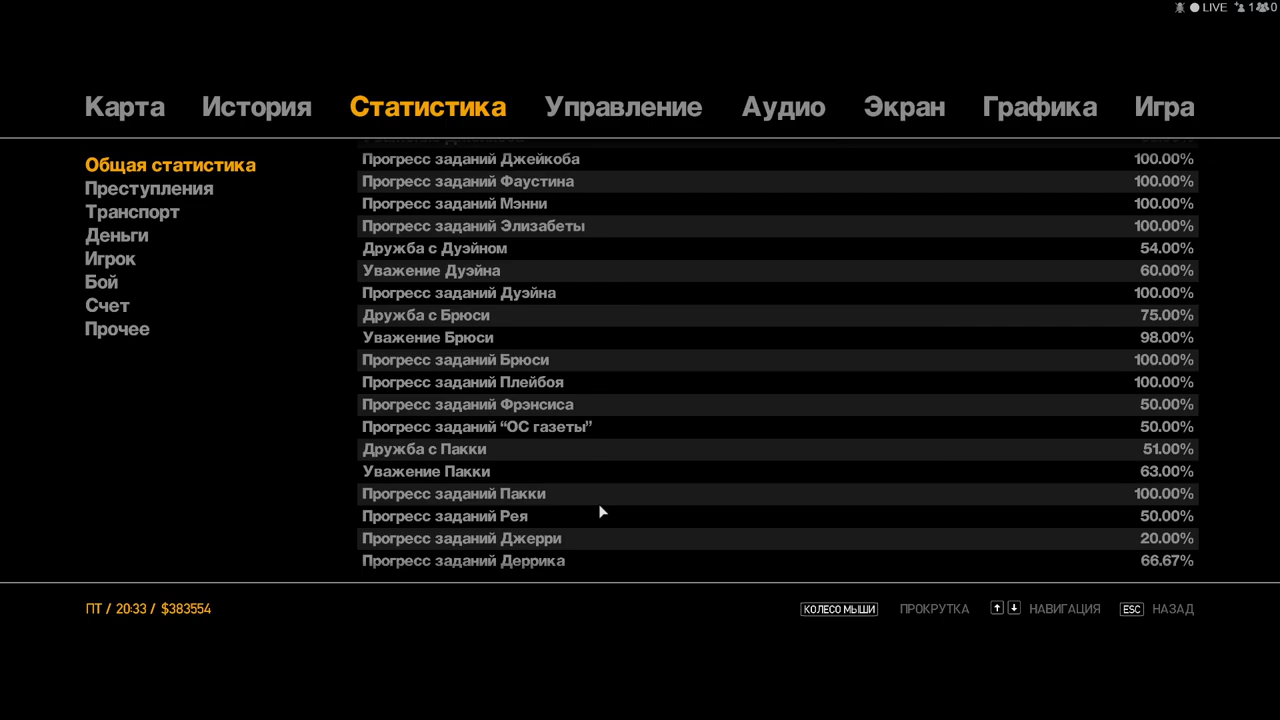 LIVE 1 0
Карта История Статистика Управление Аудио Экран Графика Игра
Общая статистика
Преступления
Транспорт
Деньги
Игрок
Бой
Счет
Прочее
Прогресс заданий Джейкоба 100.00%
Прогресс заданий Фаустина 100.00%
Прогресс заданий Мэнни 100.00%
Прогресс заданий Элизабеты 100.00%
Дружба с Дуэйном 54.00%
Уважение Дуэйна 60.00%
Прогресс заданий Дуэйна 100.00%
Дружба с Брюси 75.00%
Уважение Брюси 98.00%
Прогресс заданий Брюси 100.00%
Прогресс заданий Плейбоя 100.00%
Прогресс заданий Фрэнсиса 50.00%
Прогресс заданий “ОС газеты” 50.00%
Дружба с Пакки 51.00%
Уважение Пакки 63.00%
Прогресс заданий Пакки 100.00%
Прогресс заданий Рея 50.00%
Прогресс заданий Джерри 20.00%
Прогресс заданий Деррика 66.67%
ПТ / 20:33 / $383554
КОЛЕСО МЫШИ ПРОКРУТКА НАВИГАЦИЯ ESC НАЗАД